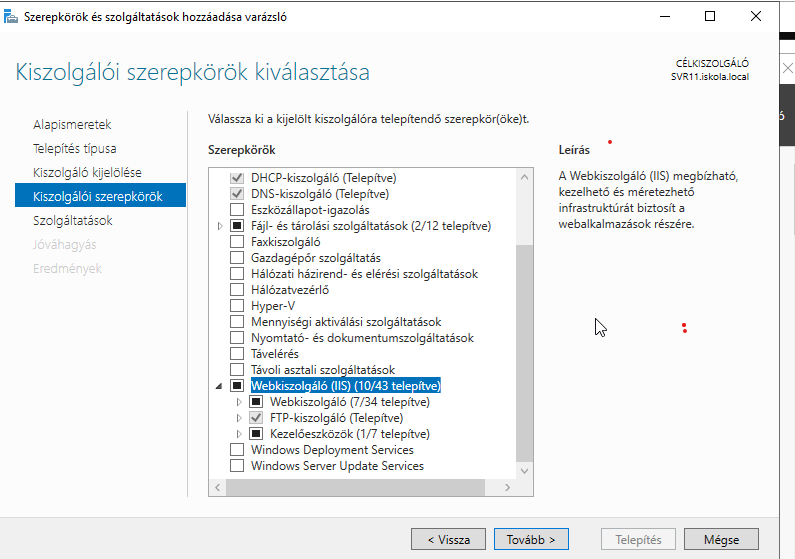 Szerepkörök és szolgáltatások hozzáadása varázsló
Kiszolgálói szerepkörök kiválasztása
CÉLKISZOLGÁLÓ
SVR11.iskola.local
Alapismeretek
Telepítés típusa
Kiszolgáló kijelölése
Kiszolgálói szerepkörök
Szolgáltatások
Jóváhagyás
Eredmények
Válassza ki a kijelölt kiszolgálóra telepítendő szerepkör(öke)t.
Szerepkörök
DHCP-kiszolgáló (Telepítve)
DNS-kiszolgáló (Telepítve)
Eszközállapot-igazolás
Fájl- és tárolási szolgáltatások (2/12 telepítve)
Faxkiszolgáló
Gazdagépőr szolgáltatás
Hálózati házirend- és elérési szolgáltatások
Hálózatvezérlő
Hyper-V
Mennyiségi aktiválási szolgáltatások
Nyomtató- és dokumentumszolgáltatások
Távelérés
Távoli asztali szolgáltatások
Webkiszolgáló (IIS) (10/43 telepítve)
Webkiszolgáló (7/34 telepítve)
FTP-kiszolgáló (Telepítve)
Kezelőeszközök (1/7 telepítve)
Windows Deployment Services
Windows Server Update Services
Leírás
A Webkiszolgáló (IIS) megbízható,
kezelhető és méretezhető
infrastruktúrát biztosít a
webalkalmazások részére.
< Vissza
Tovább >
Telepítés
Mégse